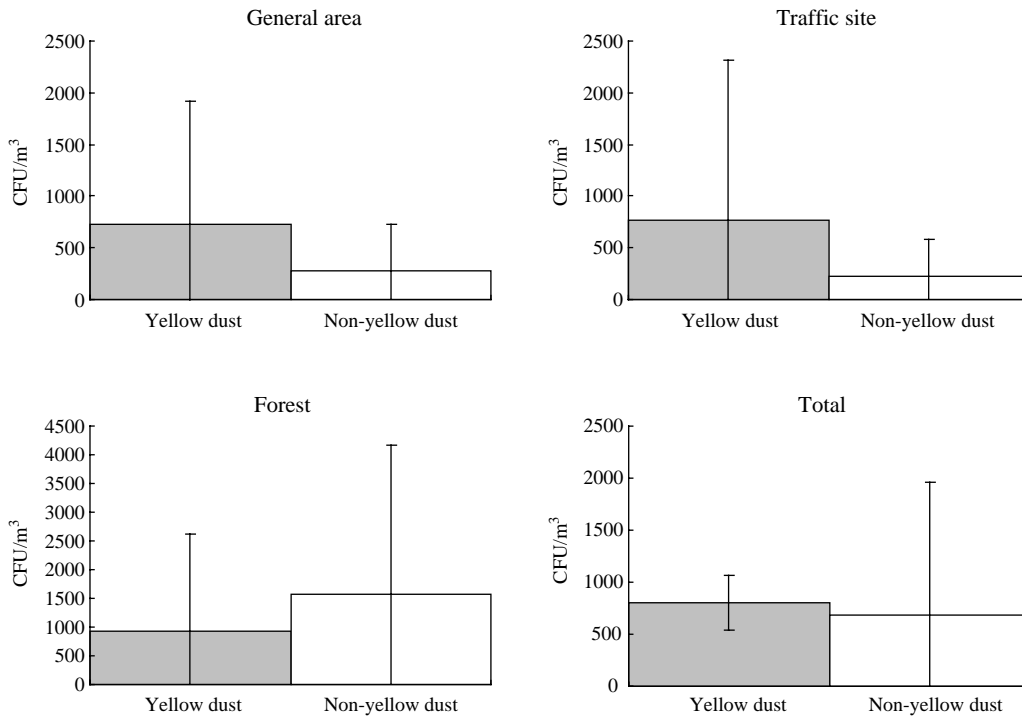 General area
CFU/m³
2500
2000
1500
1000
500
0
Yellow dust
Non-yellow dust
Traffic site
CFU/m³
2500
2000
1500
1000
500
0
Yellow dust
Non-yellow dust
Forest
CFU/m³
4500
4000
3500
3000
2500
2000
1500
1000
500
0
Yellow dust
Non-yellow dust
Total
CFU/m³
2500
2000
1500
1000
500
0
Yellow dust
Non-yellow dust